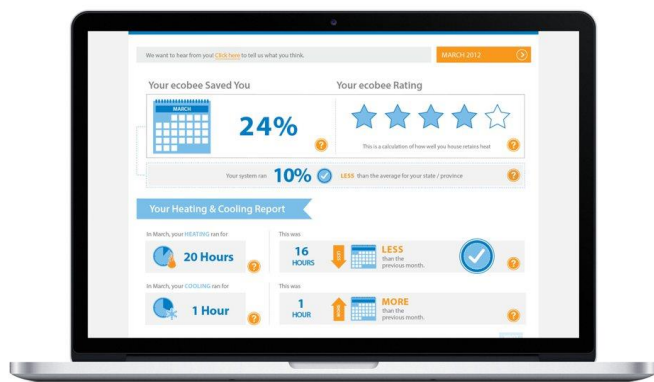 We want to hear from you! Click here to tell us what you think.
MARCH 2012
Your ecobee Saved You
Your ecobee Rating
MARCH
24%
This is a calculation of how well you house retains heat
Your system ran 10% LESS than the average for your state / province
Your Heating & Cooling Report
In March, your HEATING ran for
This was
20 Hours
16
HOURS
LESS
LESS
than the
previous month.
In March, your COOLING ran for
This was
1 Hour
1
HOUR
MORE
MORE
than the
previous month.